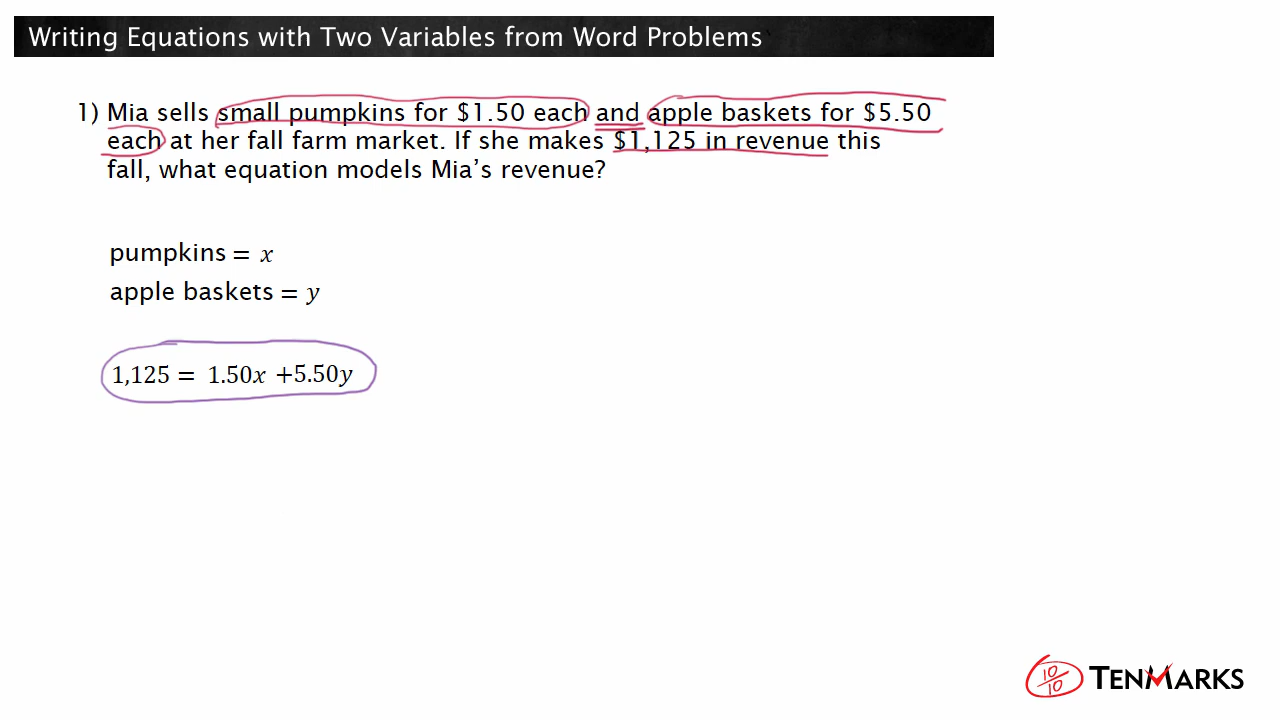 Writing Equations with Two Variables from Word Problems
1) Mia sells small pumpkins for $1.50 each and apple baskets for $5.50
each at her fall farm market. If she makes $1,125 in revenue this
fall, what equation models Mia’s revenue?
pumpkins = x
apple baskets = y
1,125 = 1.50x +5.50y
10/10 TENMARKS